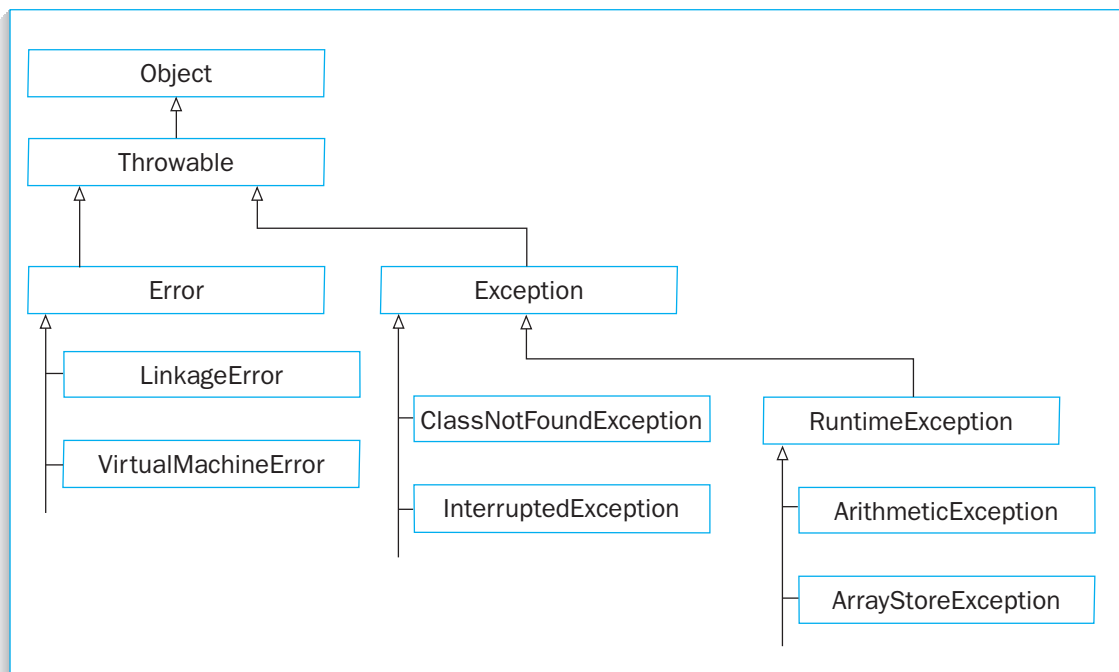 Object
Throwable
Error
Exception
LinkageError
ClassNotFoundException
RuntimeException
VirtualMachineError
InterruptedException
ArithmeticException
ArrayStoreException